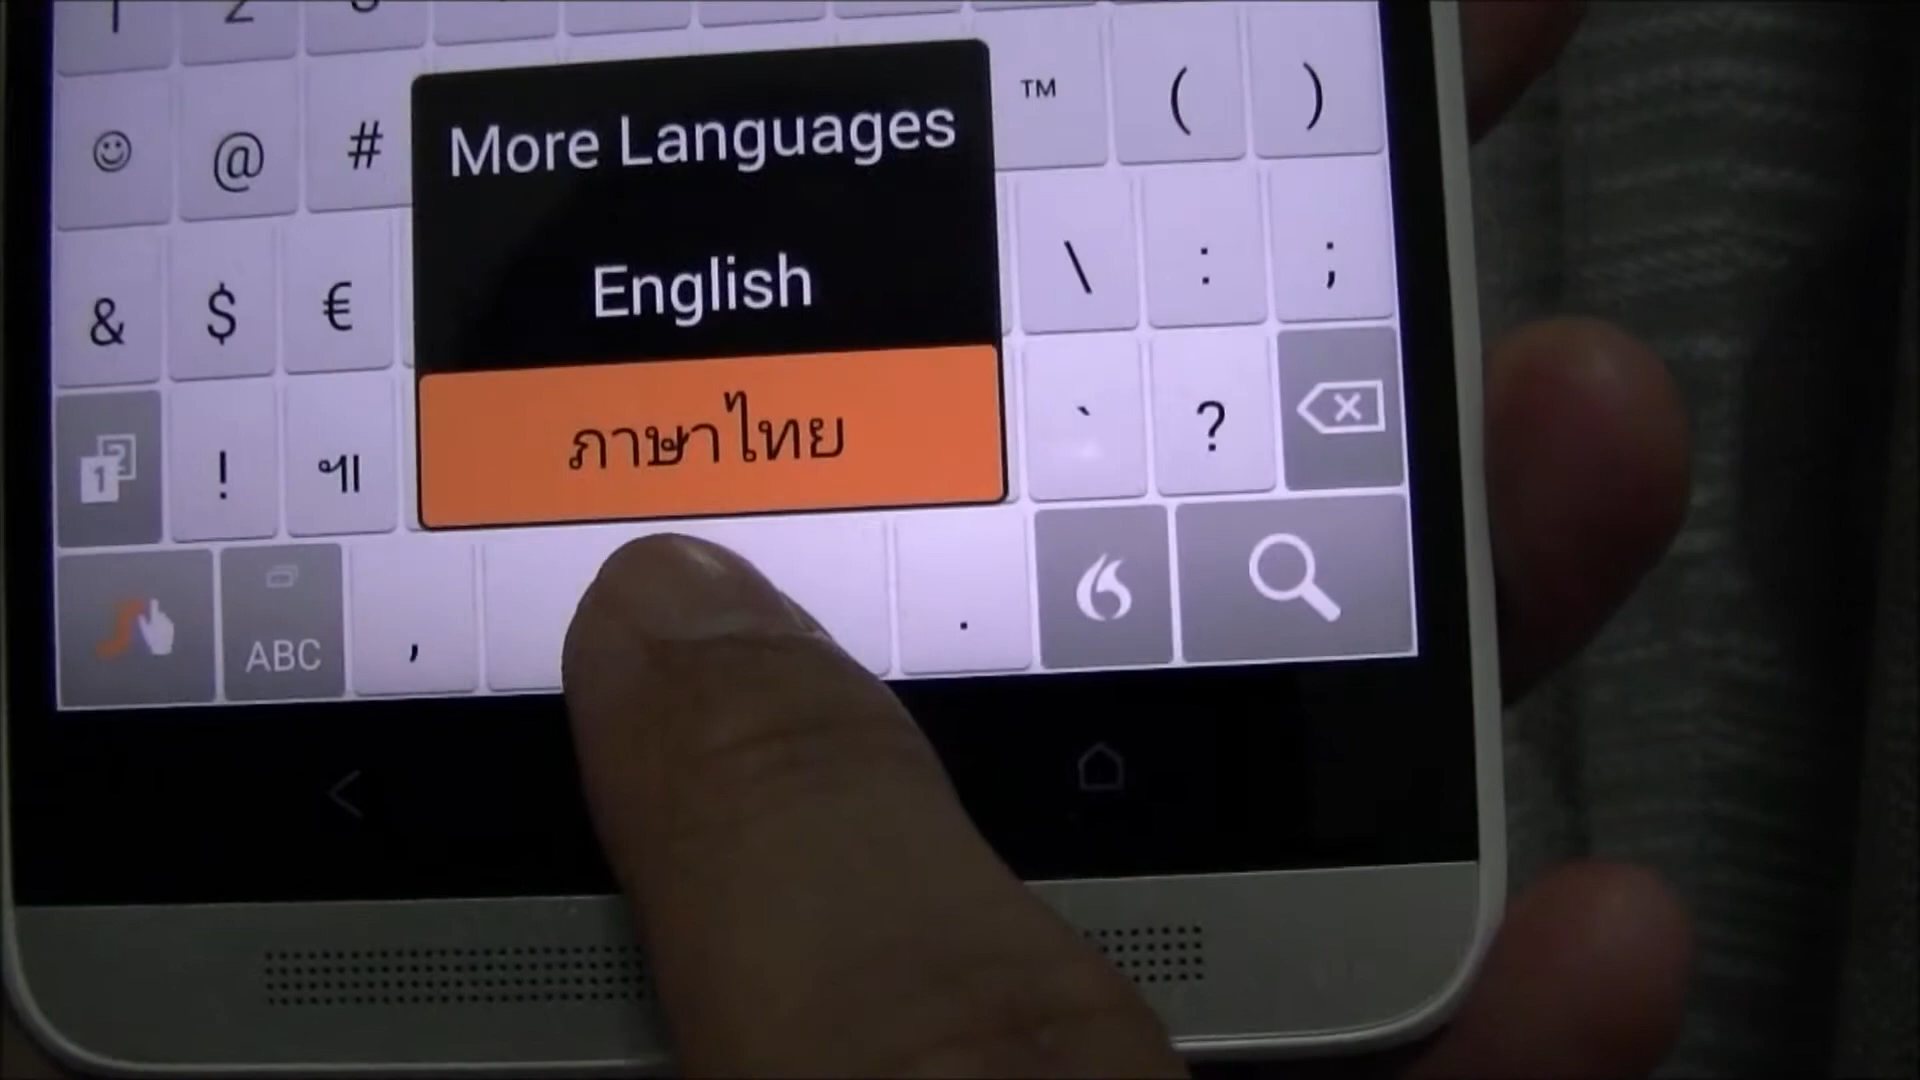 ™ ( )
☺ @ #
More Languages
& $ €
English
\ : ;
! ฯ
ภาษาไทย
` ?
ABC , .